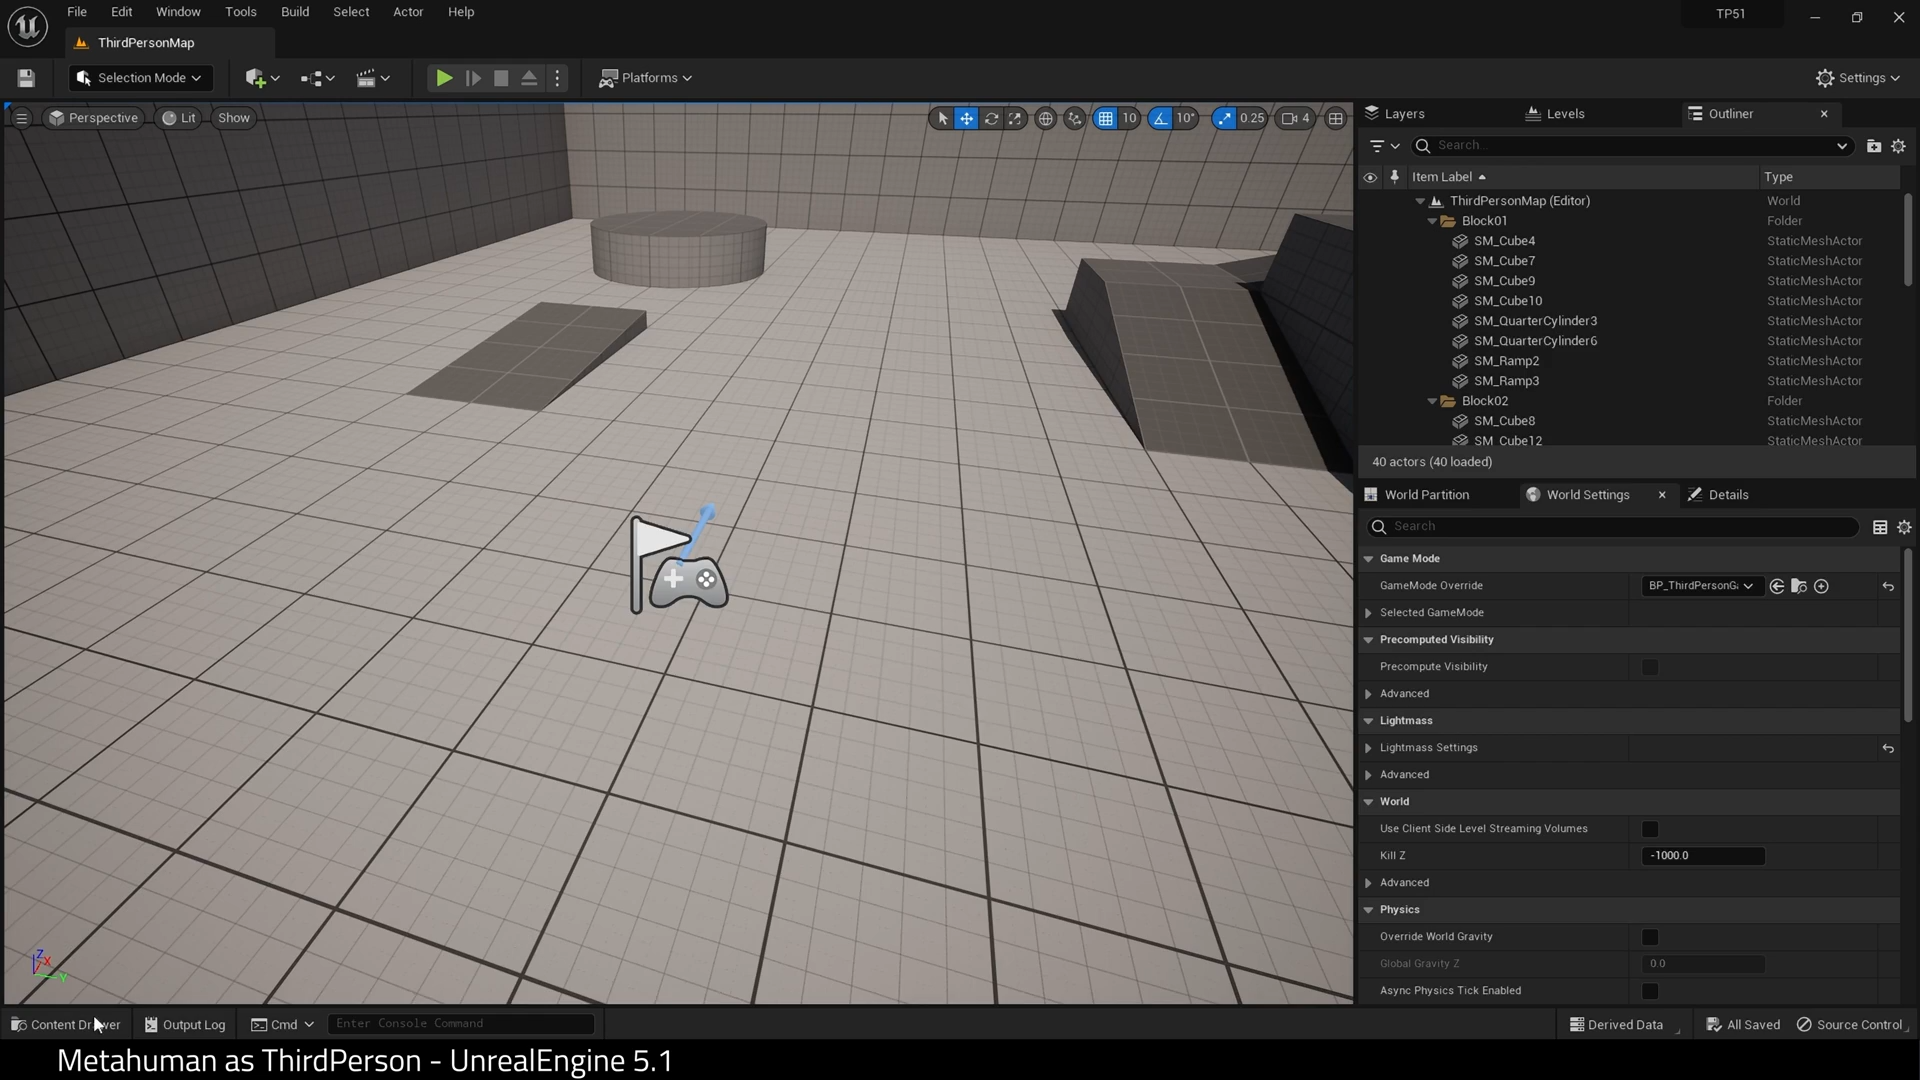 File Edit Window Tools Build Select Actor Help
TP51
ThirdPersonMap
Selection Mode
Platforms
Settings
Perspective Lit Show
10 10° 0.25 4
Layers Levels Outliner
Search...
Item Label Type
ThirdPersonMap (Editor) World
Block01 Folder
SM_Cube4 StaticMeshActor
SM_Cube7 StaticMeshActor
SM_Cube9 StaticMeshActor
SM_Cube10 StaticMeshActor
SM_QuarterCylinder3 StaticMeshActor
SM_QuarterCylinder6 StaticMeshActor
SM_Ramp2 StaticMeshActor
SM_Ramp3 StaticMeshActor
Block02 Folder
SM_Cube8 StaticMeshActor
SM_Cube12 StaticMeshActor
40 actors (40 loaded)
World Partition World Settings Details
Search
Game Mode
GameMode Override BP_ThirdPersonG
Selected GameMode
Precomputed Visibility
Precompute Visibility
Advanced
Lightmass
Lightmass Settings
Advanced
World
Use Client Side Level Streaming Volumes
Kill Z -1000.0
Advanced
Physics
Override World Gravity
Global Gravity Z 0.0
Async Physics Tick Enabled
Z X Y
Content Drawer Output Log Cmd Enter Console Command Derived Data All Saved Source Control
Metahuman as ThirdPerson - UnrealEngine 5.1